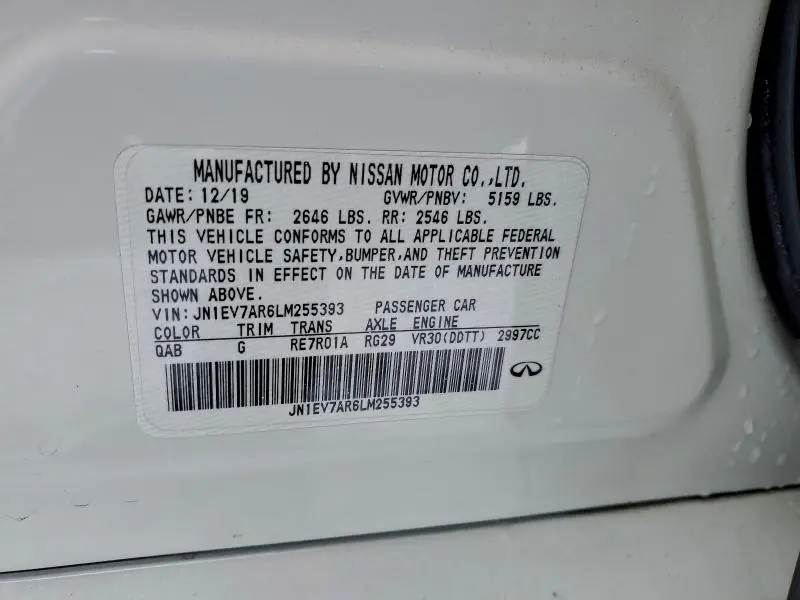 MANUFACTURED BY NISSAN MOTOR CO.,LTD.
DATE: 12/19 GVWR/PNBV: 5159 LBS.
GAWR/PNBE FR: 2646 LBS. RR: 2546 LBS.
THIS VEHICLE CONFORMS TO ALL APPLICABLE FEDERAL
MOTOR VEHICLE SAFETY,BUMPER,AND THEFT PREVENTION
STANDARDS IN EFFECT ON THE DATE OF MANUFACTURE
SHOWN ABOVE.
VIN: JN1EV7AR6LM255393 PASSENGER CAR
COLOR TRIM TRANS AXLE ENGINE
QAB G RE7R01A RG29 VR30(DDTT) 2997CC
JN1EV7AR6LM255393